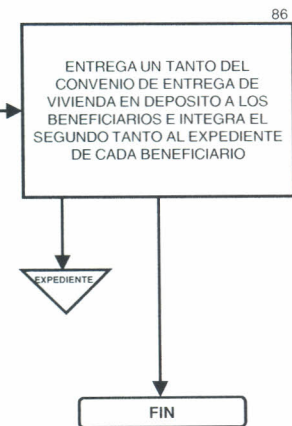 86
ENTREGA UN TANTO DEL
CONVENIO DE ENTREGA DE
VIVIENDA EN DEPOSITO A LOS
BENEFICIARIOS E INTEGRA EL
SEGUNDO TANTO AL EXPEDIENTE
DE CADA BENEFICIARIO
EXPEDIENTE
FIN